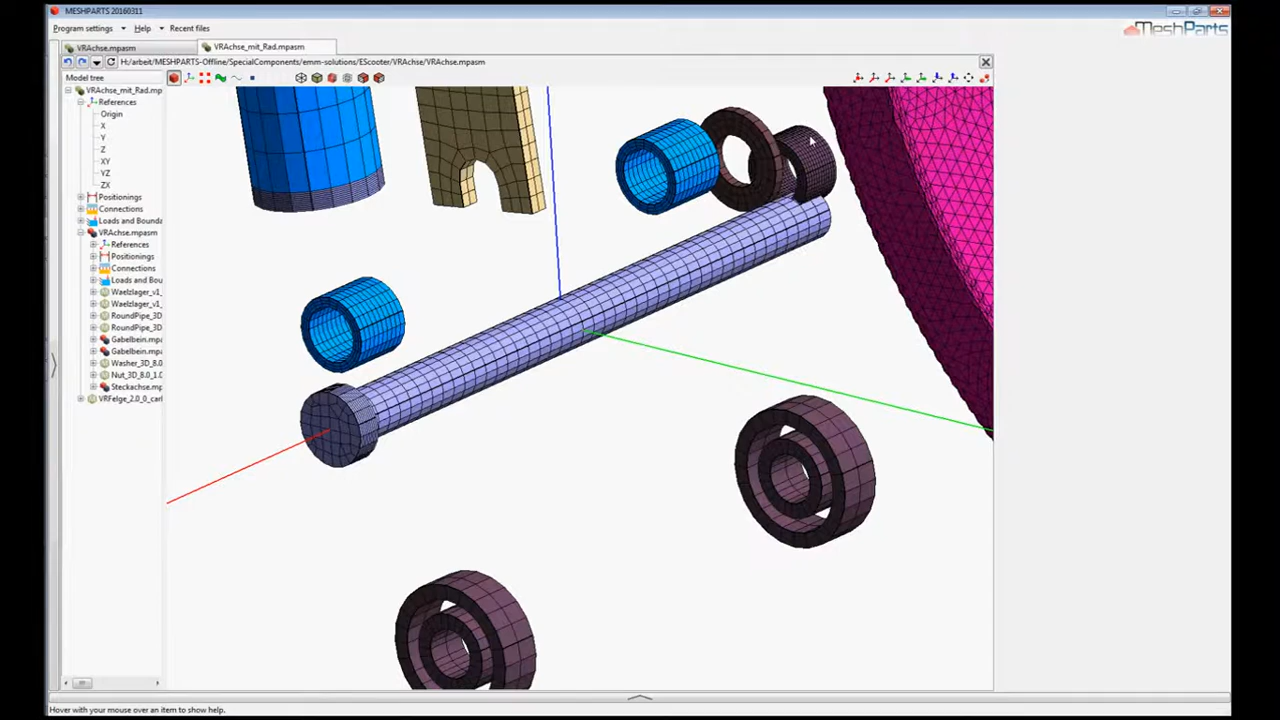 MESHPARTS 20160311
Program settings Help Recent files
MeshParts
VRAchse.mpasm VRAchse_mit_Rad.mpasm
H:/arbeit/MESHPARTS-Offline/SpecialComponents/emm-solutions/EScooter/VRAchse/VRAchse.mpasm
Model tree
VRAchse_mit_Rad.mp
References
Origin
X
Y
Z
XY
YZ
ZX
Positionings
Connections
Loads and Bounda
VRAchse.mpasm
References
Positionings
Connections
Loads and Bou
Waelzlager_v1_
Waelzlager_v1_
RoundPipe_3D
RoundPipe_3D
Gabelbein.mpa
Gabelbein.mpa
Washer_3D_8.0
Nut_3D_8.0_1.0
Steckachse.mp
VRFelge_2.0_0_carl
Hover with your mouse over an item to show help.